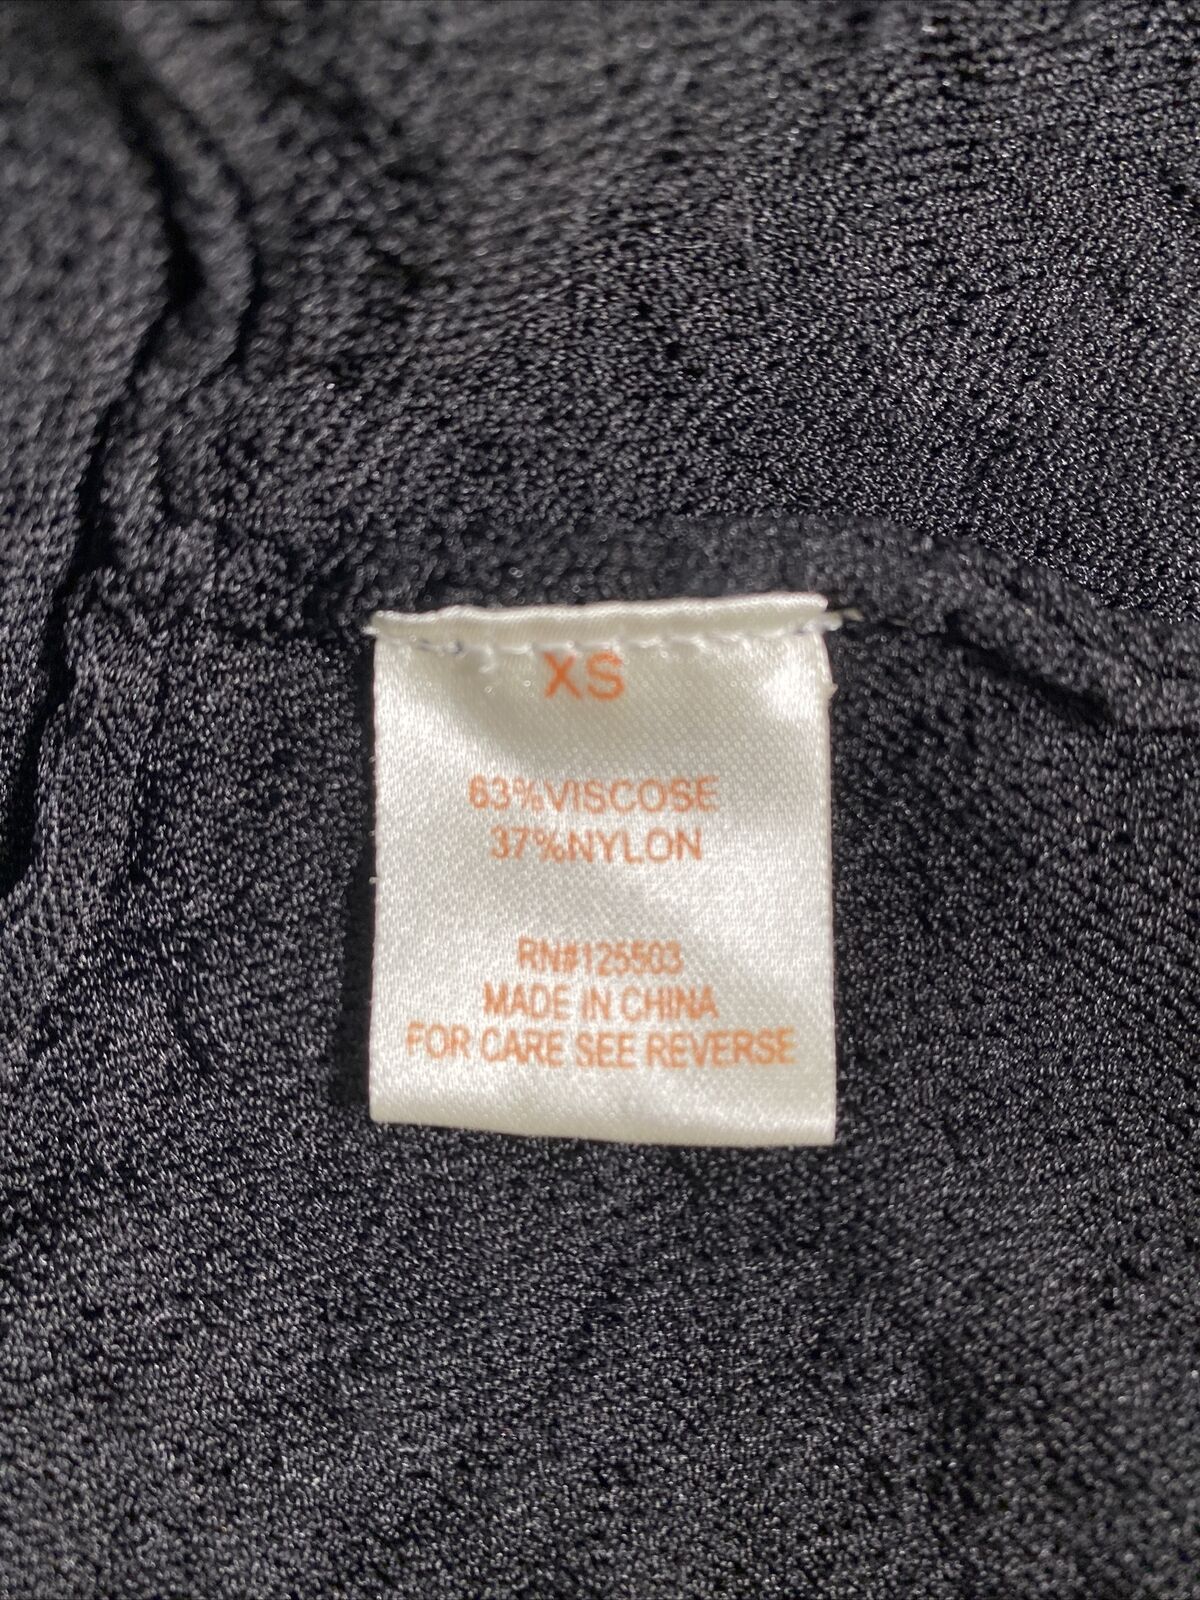 XS
63%VISCOSE
37%NYLON
RN#125503
MADE IN CHINA
FOR CARE SEE REVERSE